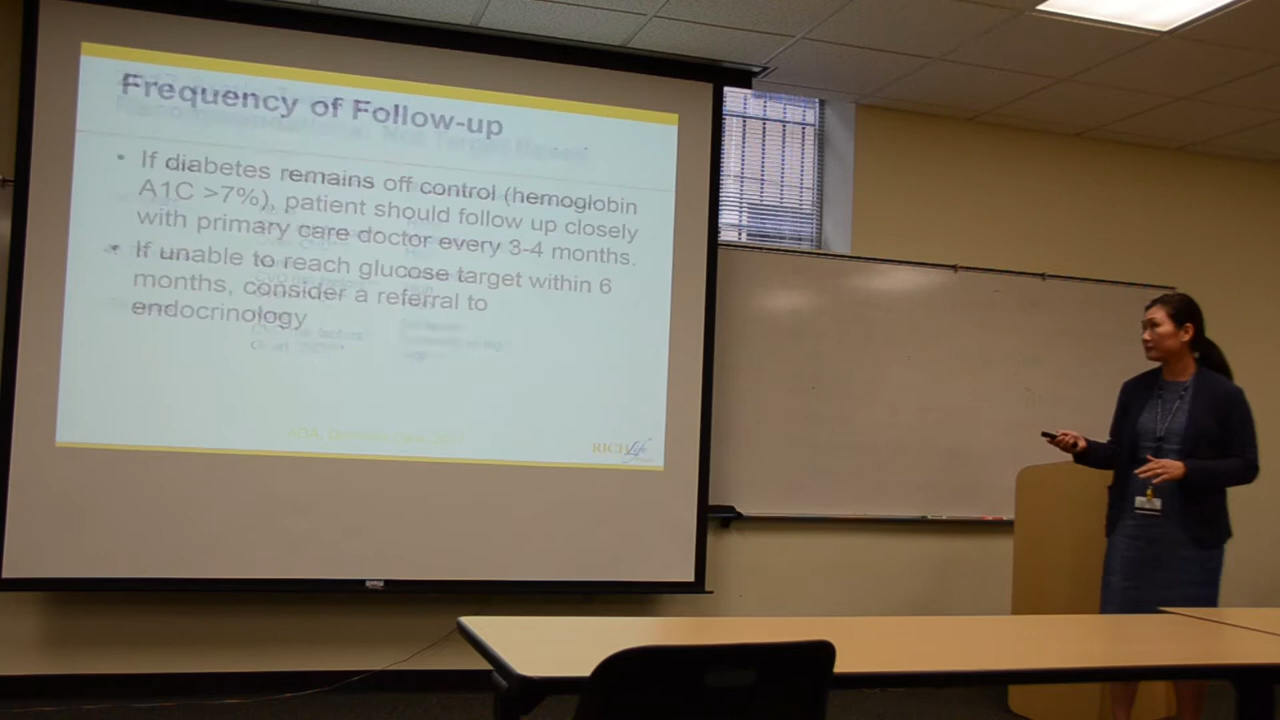 Frequency of Follow-up
• If diabetes remains off control (hemoglobin
A1C >7%), patient should follow up closely
with primary care doctor every 3-4 months.
• If unable to reach glucose target within 6
months, consider a referral to
endocrinology
RICH Life